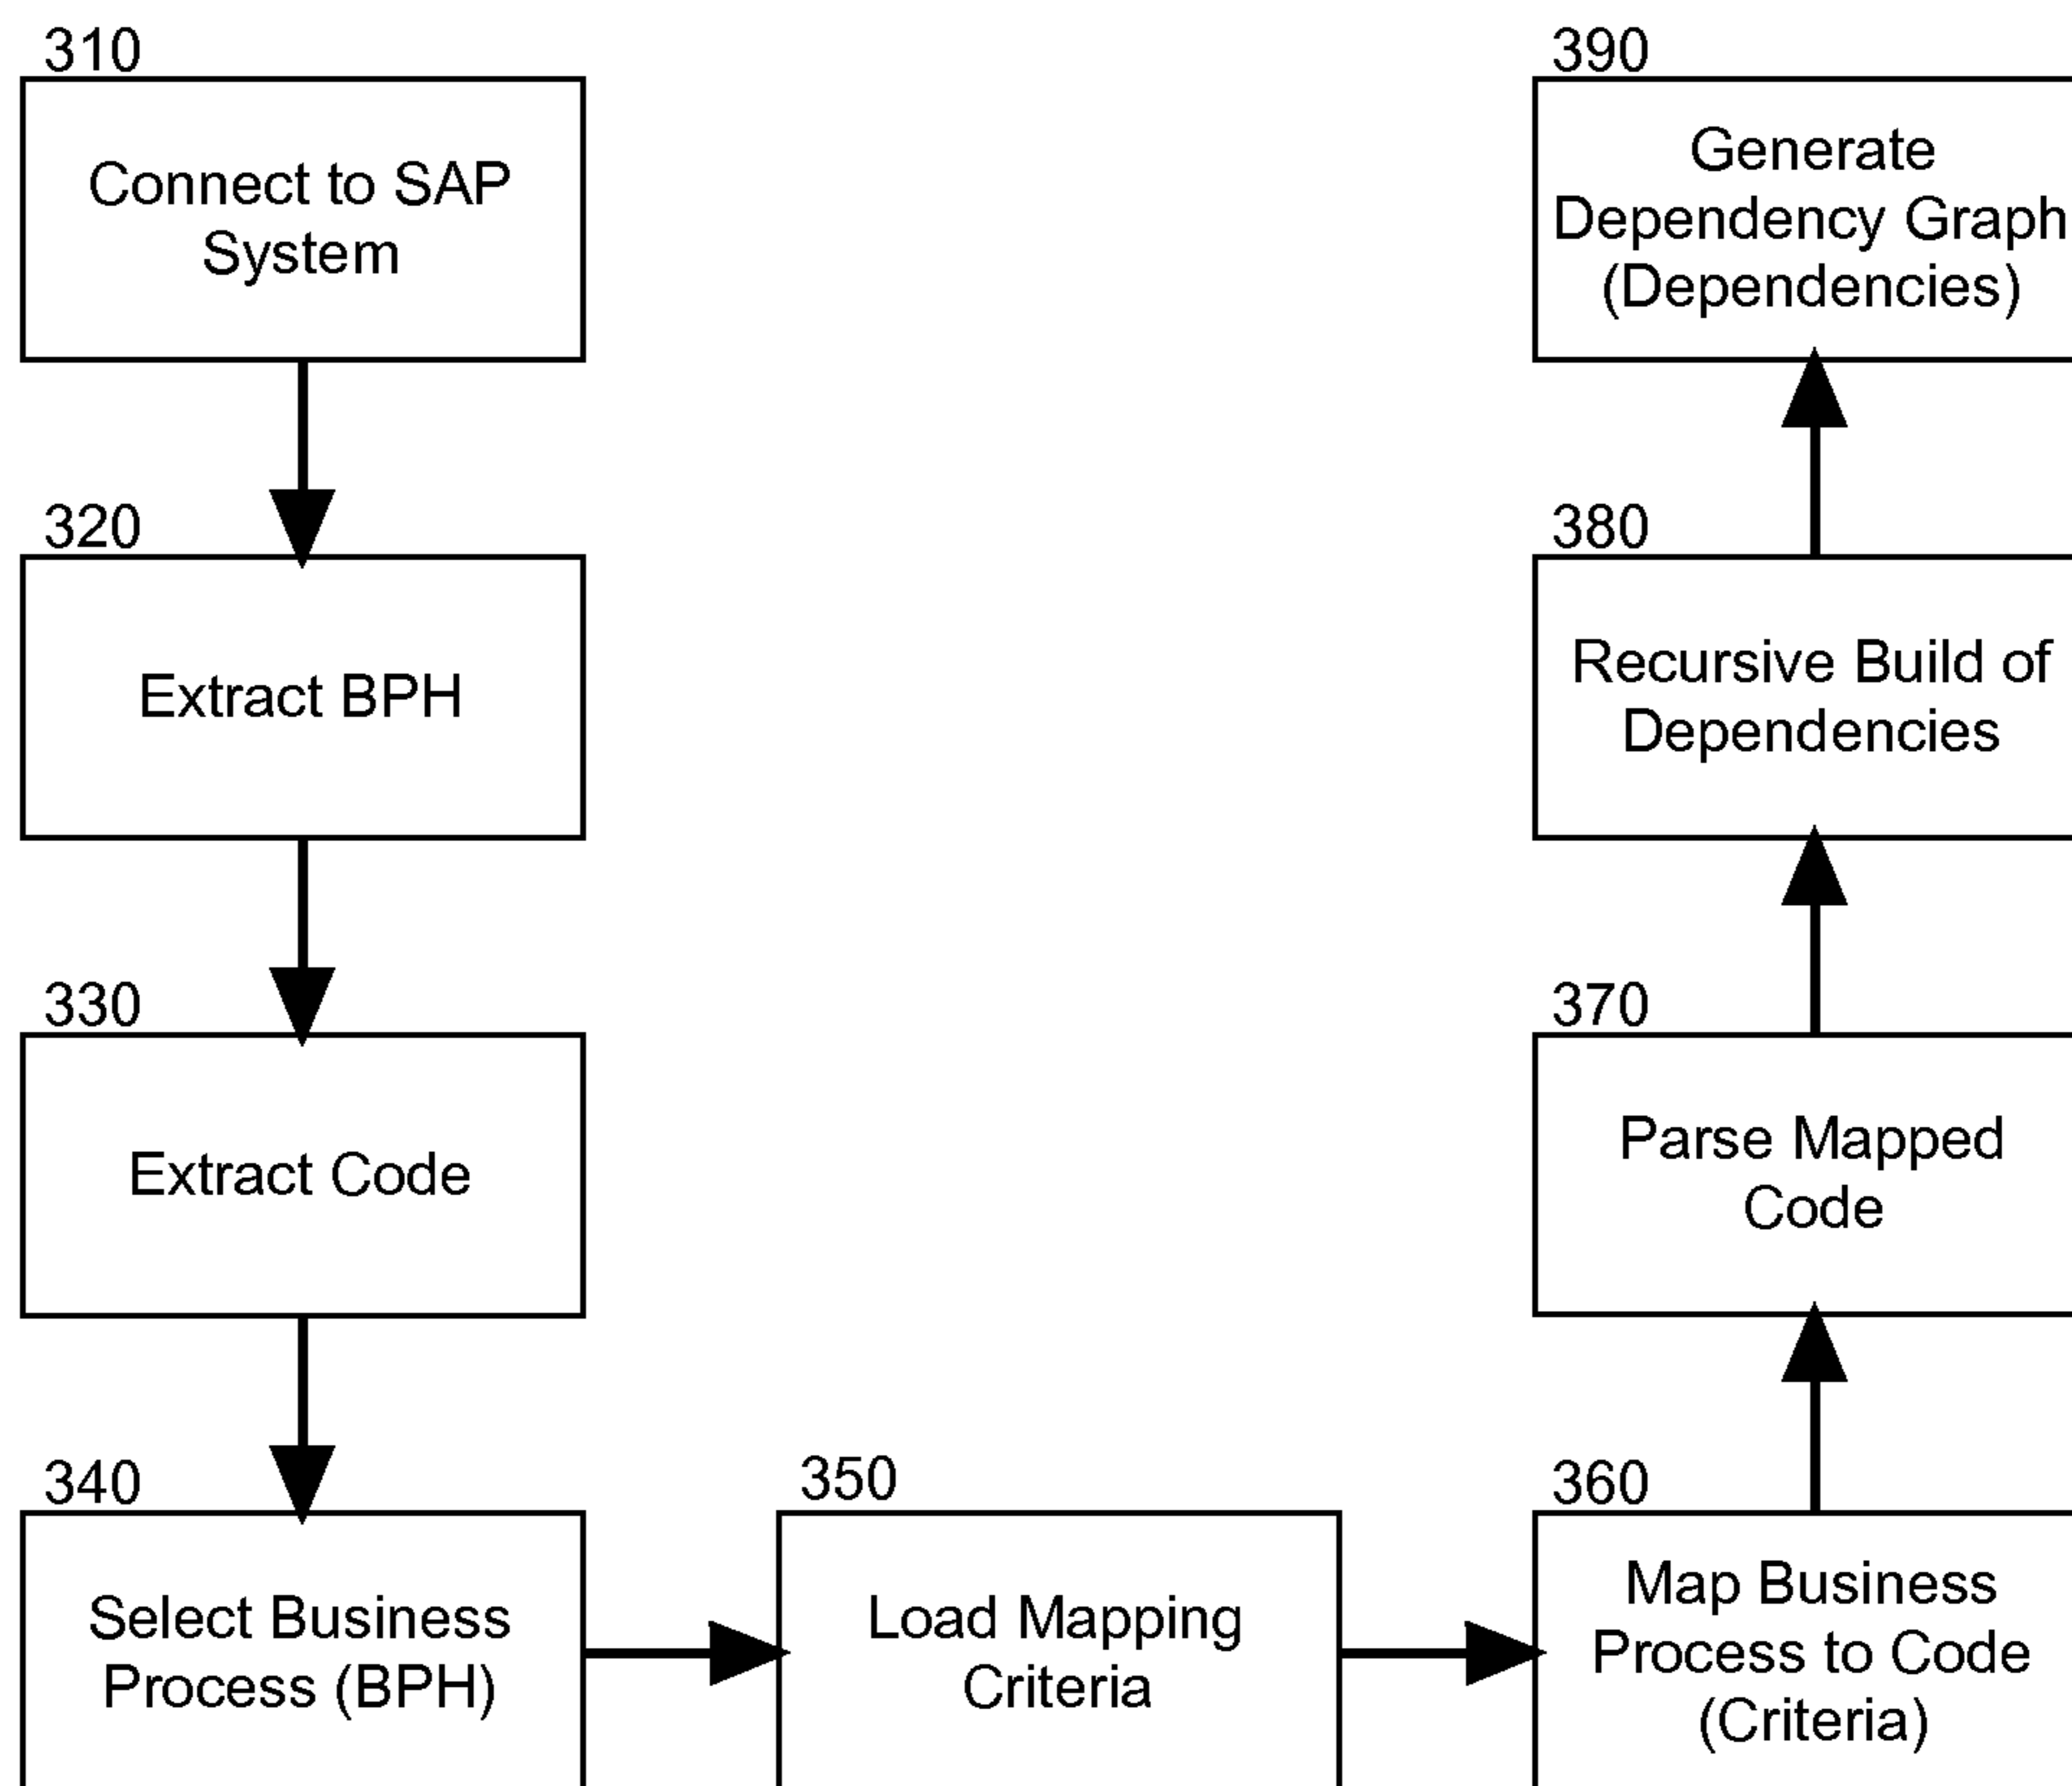 310
Connect to SAP
System
320
Extract BPH
330
Extract Code
340
Select Business
Process (BPH)
350
Load Mapping
Criteria
360
Map Business
Process to Code
(Criteria)
370
Parse Mapped
Code
380
Recursive Build of
Dependencies
390
Generate
Dependency Graph
(Dependencies)